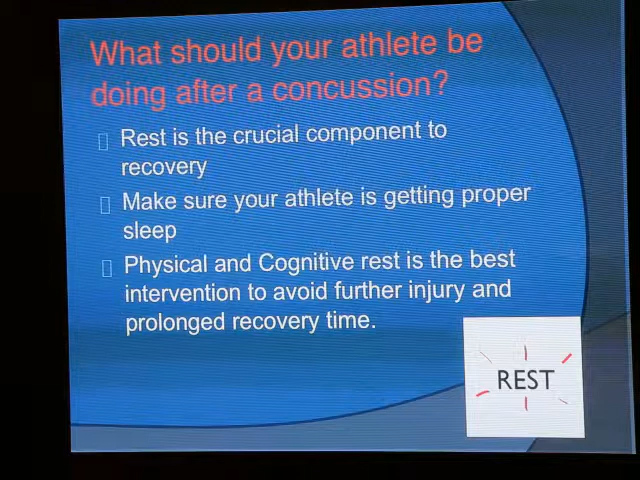 What should your athlete be
doing after a concussion?
Rest is the crucial component to
recovery
Make sure your athlete is getting proper
sleep
Physical and Cognitive rest is the best
intervention to avoid further injury and
prolonged recovery time.
REST